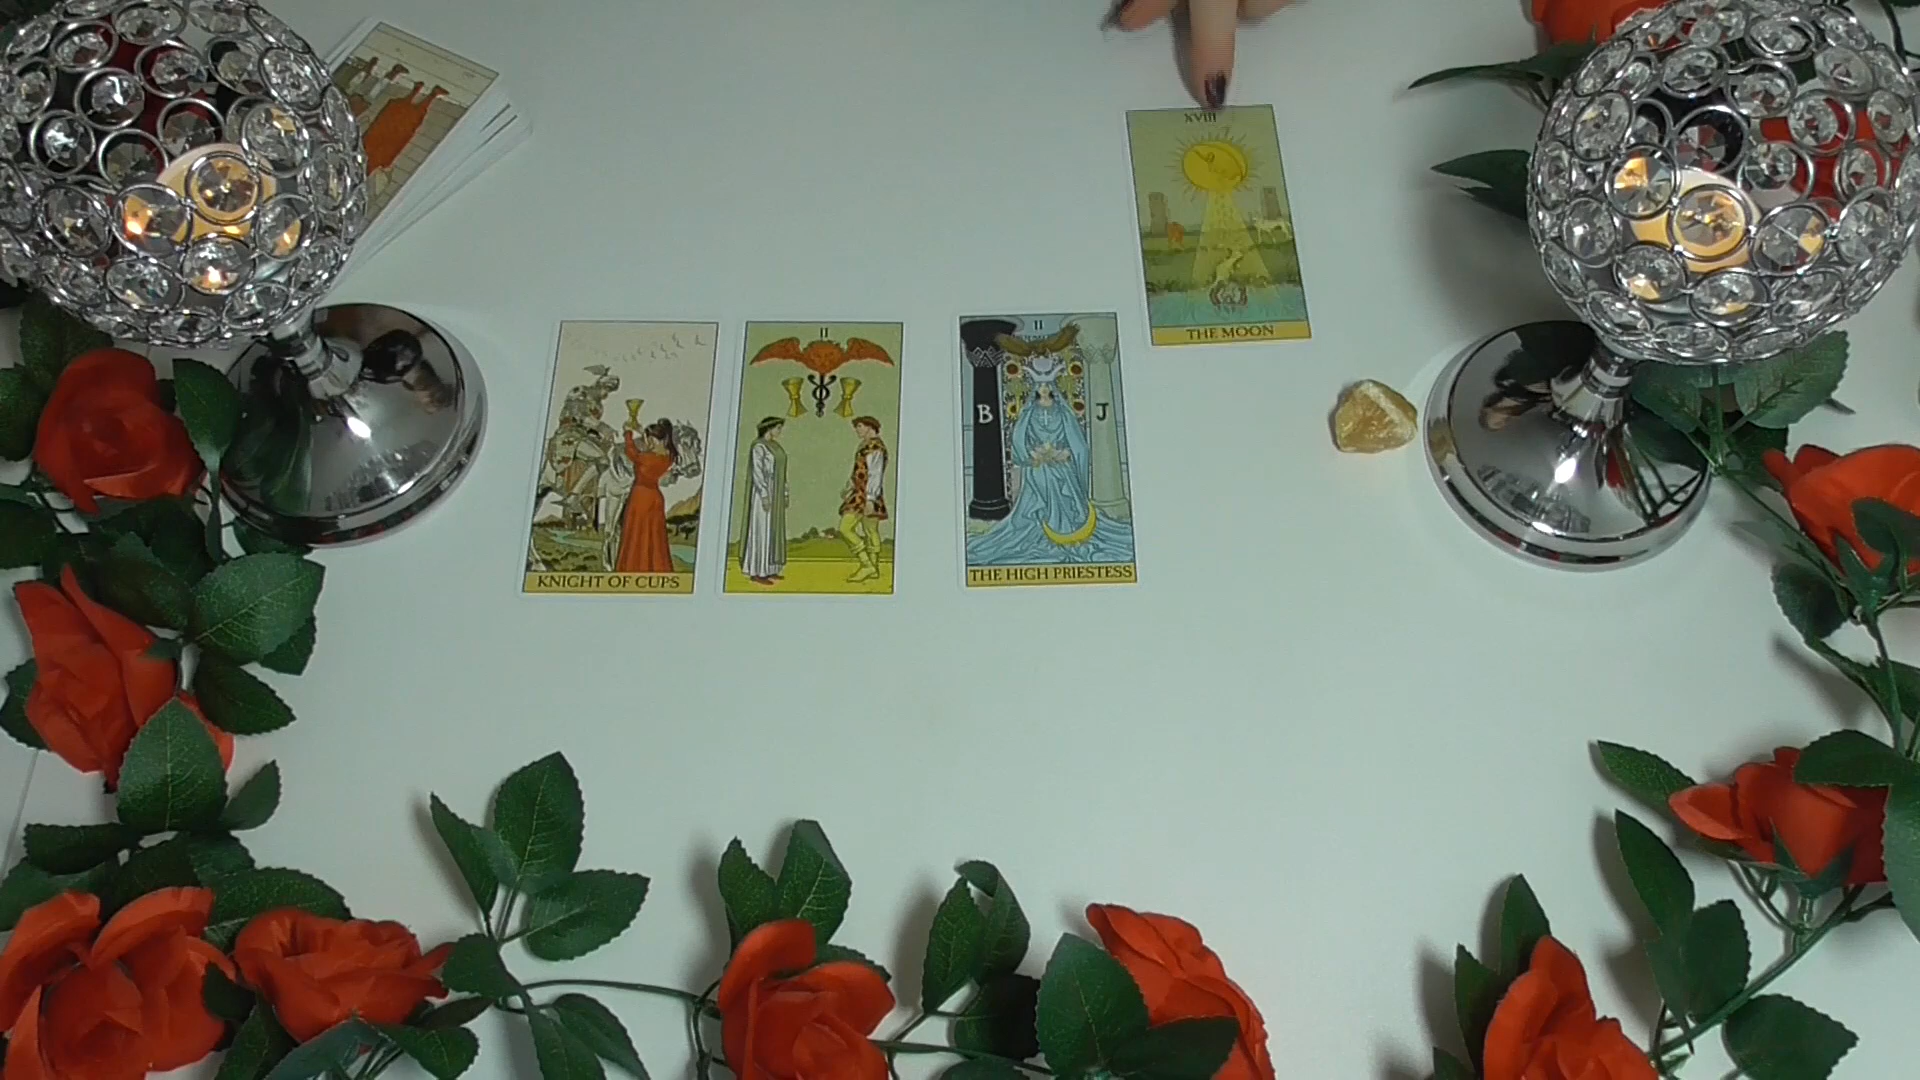 XVIII
THE MOON
KNIGHT OF CUPS
II
II
B J
THE HIGH PRIESTESS